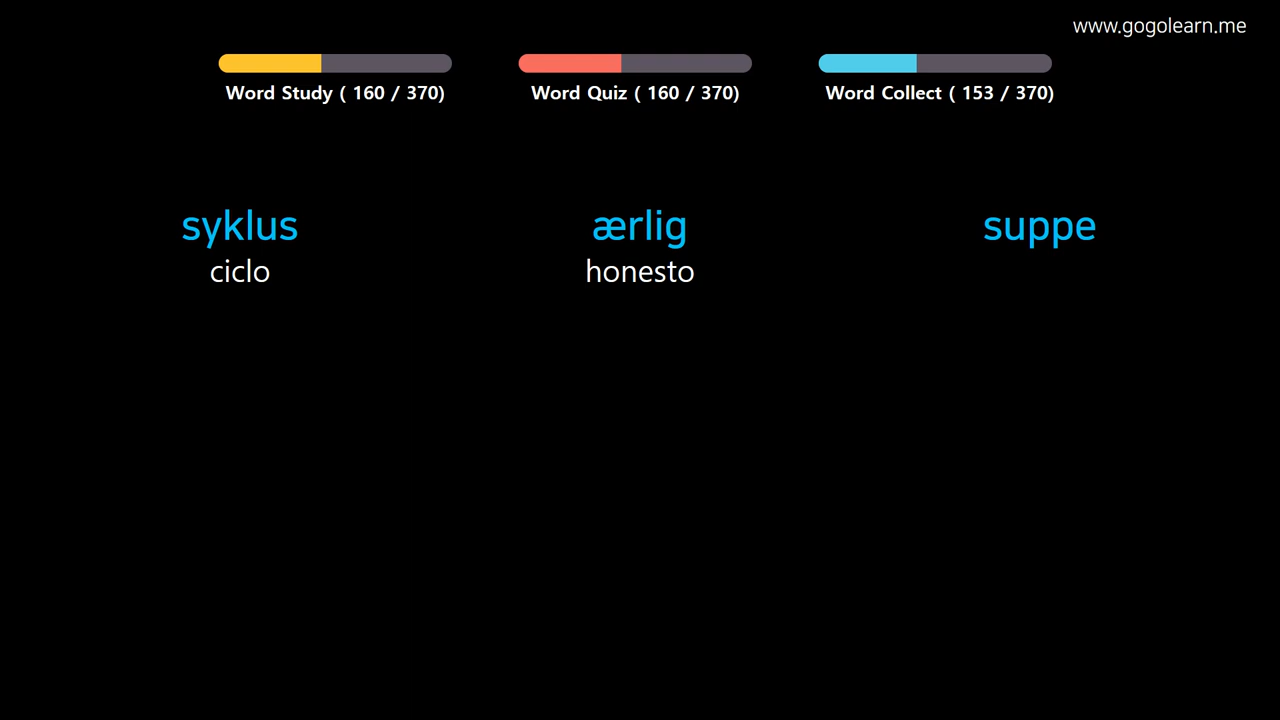 www.gogolearn.me
Word Study ( 160 / 370)
Word Quiz ( 160 / 370)
Word Collect ( 153 / 370)
syklus
ciclo
ærlig
honesto
suppe